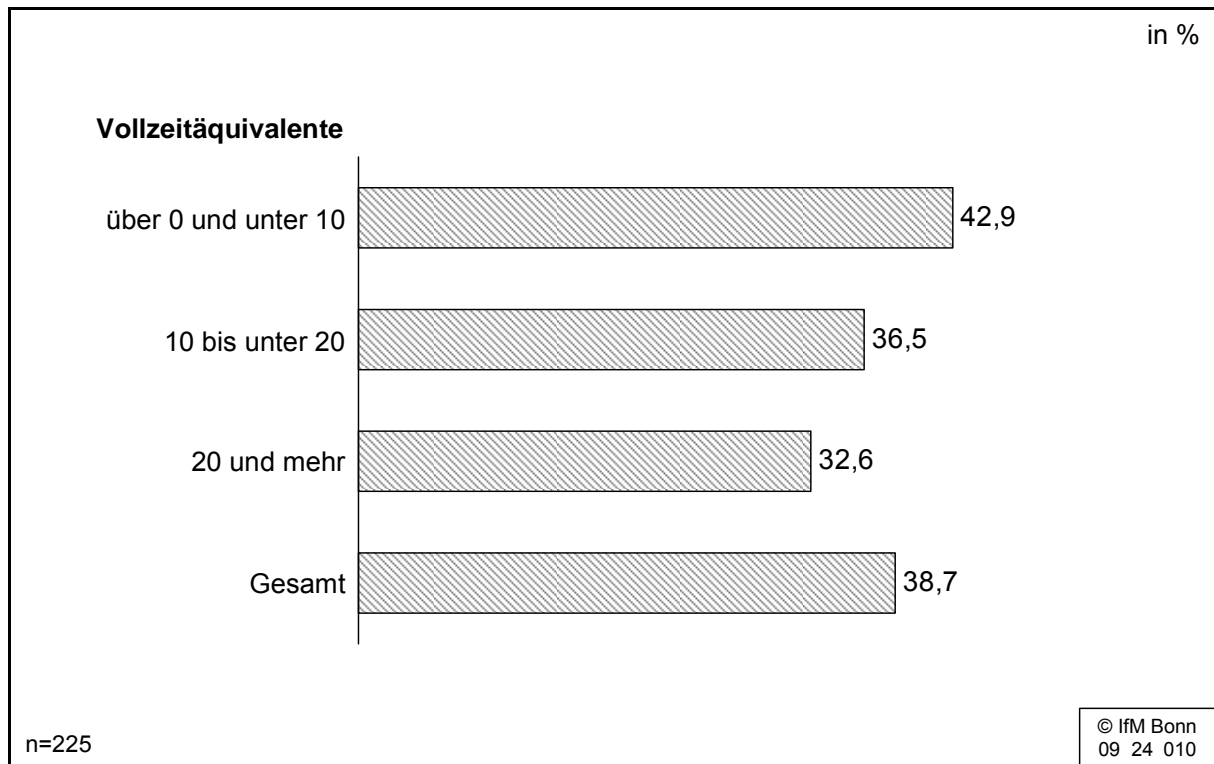 in %
Vollzeitäquivalente
über 0 und unter 10
42,9
10 bis unter 20
36,5
20 und mehr
32,6
Gesamt
38,7
n=225
© IfM Bonn
09 24 010